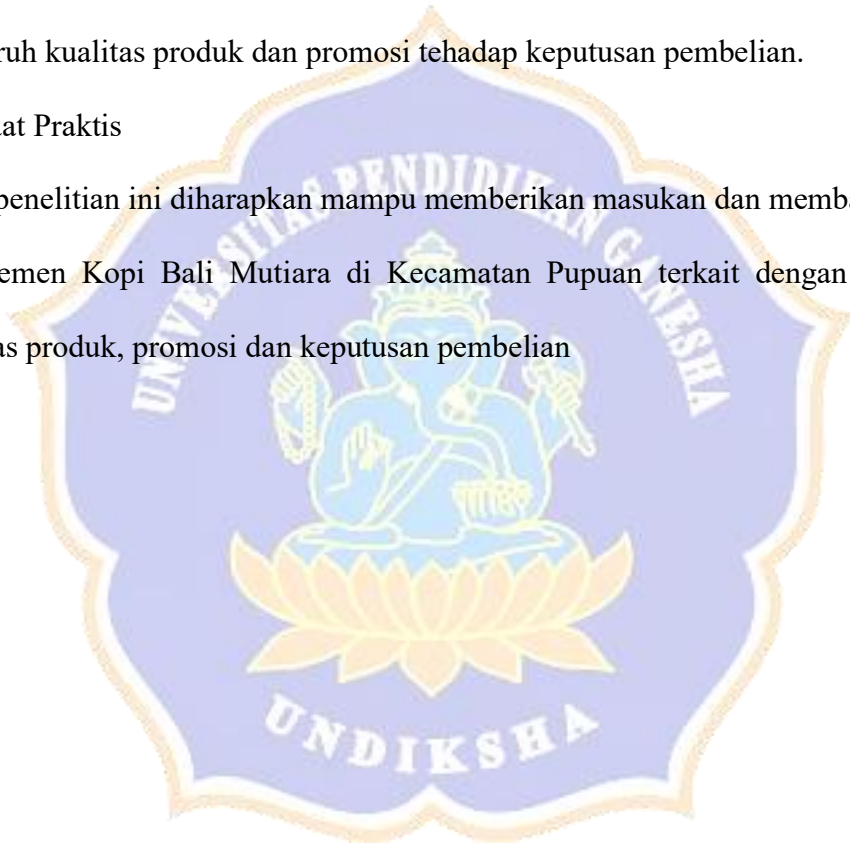 ruh kualitas produk dan promosi tehadap keputusan pembelian.
at Praktis
penelitian ini diharapkan mampu memberikan masukan dan memba
emen Kopi Bali Mutiara di Kecamatan Pupuan terkait dengan
as produk, promosi dan keputusan pembelian
UNIVERSITAS PENDIDIKAN GANESHA
UNDIKSHA